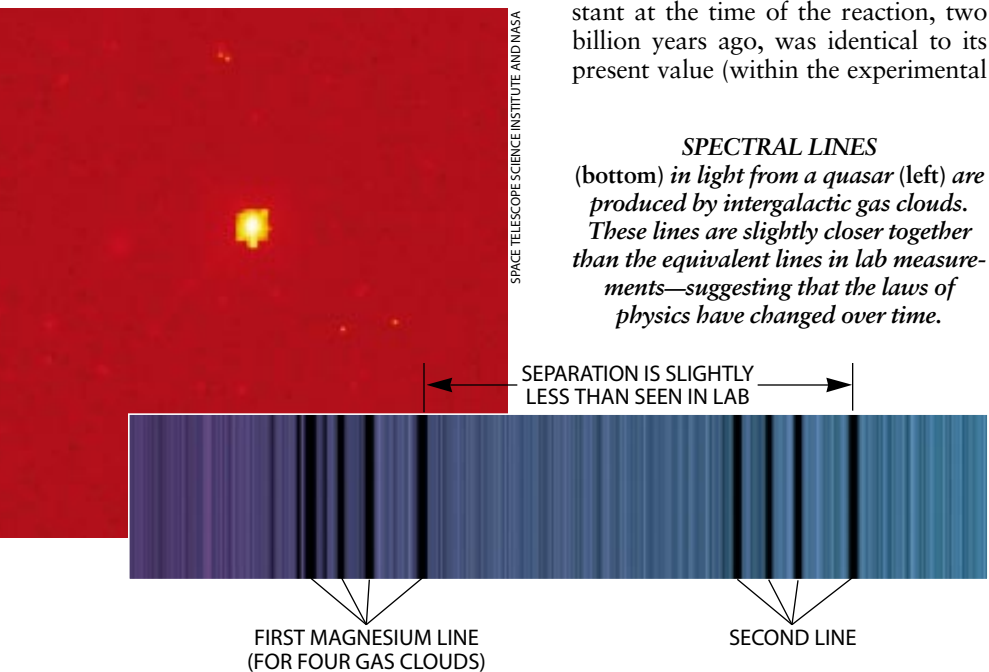 stant at the time of the reaction, two
billion years ago, was identical to its
present value (within the experimental
SPACE TELESCOPE SCIENCE INSTITUTE AND NASA
SPECTRAL LINES
(bottom) in light from a quasar (left) are
produced by intergalactic gas clouds.
These lines are slightly closer together
than the equivalent lines in lab measure-
ments—suggesting that the laws of
physics have changed over time.
SEPARATION IS SLIGHTLY
LESS THAN SEEN IN LAB
FIRST MAGNESIUM LINE
(FOR FOUR GAS CLOUDS)
SECOND LINE